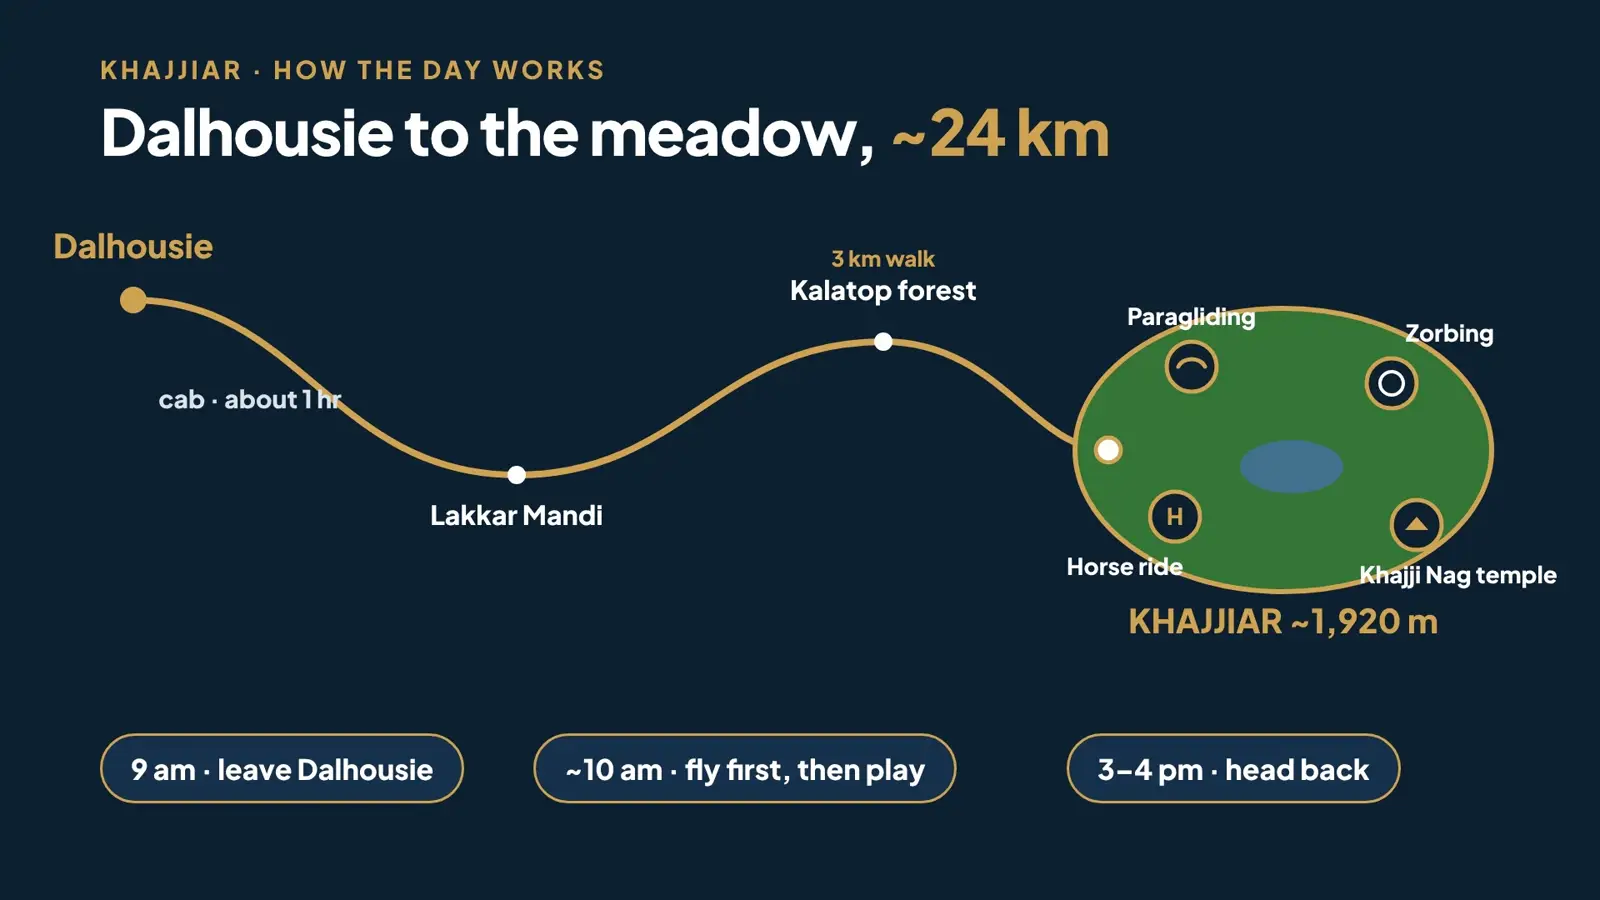 KHAJJIAR · HOW THE DAY WORKS
Dalhousie to the meadow, ~24 km
Dalhousie
3 km walk
Kalatop forest
Paragliding
Zorbing
cab · about 1 hr
Lakkar Mandi
H
Horse ride
Khajji Nag temple
KHAJJIAR ~1,920 m
9 am · leave Dalhousie
~10 am · fly first, then play
3–4 pm · head back